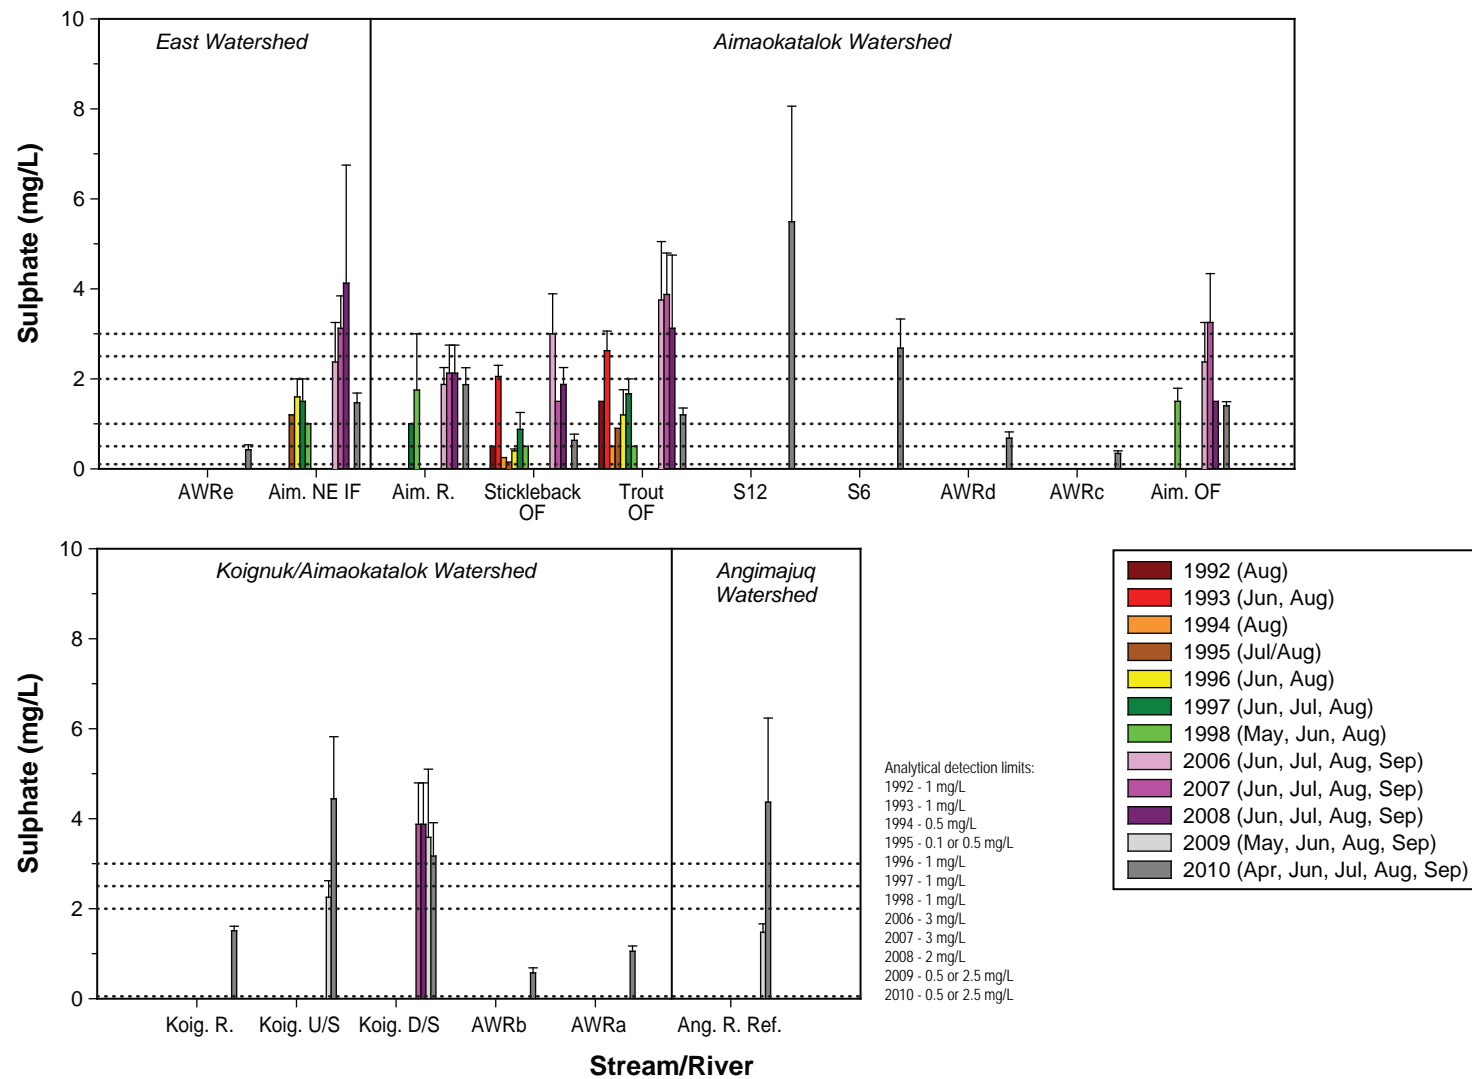 East Watershed
Aimaokatalok Watershed
Sulphate (mg/L)
10
8
6
4
2
0
AWRe
Aim. NE IF
Aim. R.
Stickleback
OF
Trout
OF
S12
S6
AWRd
AWRc
Aim. OF
Koignuk/Aimaokatalok Watershed
Angimajuq
Watershed
Sulphate (mg/L)
10
8
6
4
2
0
Koig. R.
Koig. U/S
Koig. D/S
AWRb
AWRa
Ang. R. Ref.
Stream/River
Analytical detection limits:
1992 - 1 mg/L
1993 - 1 mg/L
1994 - 0.5 mg/L
1995 - 0.1 or 0.5 mg/L
1996 - 1 mg/L
1997 - 1 mg/L
1998 - 1 mg/L
2006 - 3 mg/L
2007 - 3 mg/L
2008 - 2 mg/L
2009 - 0.5 or 2.5 mg/L
2010 - 0.5 or 2.5 mg/L
1992 (Aug)
1993 (Jun, Aug)
1994 (Aug)
1995 (Jul/Aug)
1996 (Jun, Aug)
1997 (Jun, Jul, Aug)
1998 (May, Jun, Aug)
2006 (Jun, Jul, Aug, Sep)
2007 (Jun, Jul, Aug, Sep)
2008 (Jun, Jul, Aug, Sep)
2009 (May, Jun, Aug, Sep)
2010 (Apr, Jun, Jul, Aug, Sep)